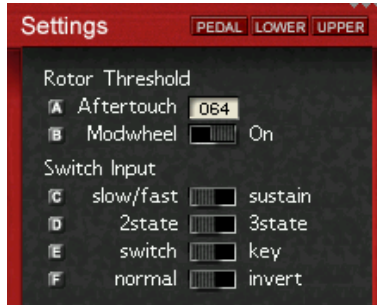 Settings PEDAL LOWER UPPER
Rotor Threshold
A Aftertouch 064
B Modwheel On
Switch Input
C slow/fast sustain
D 2state 3state
E switch key
F normal invert